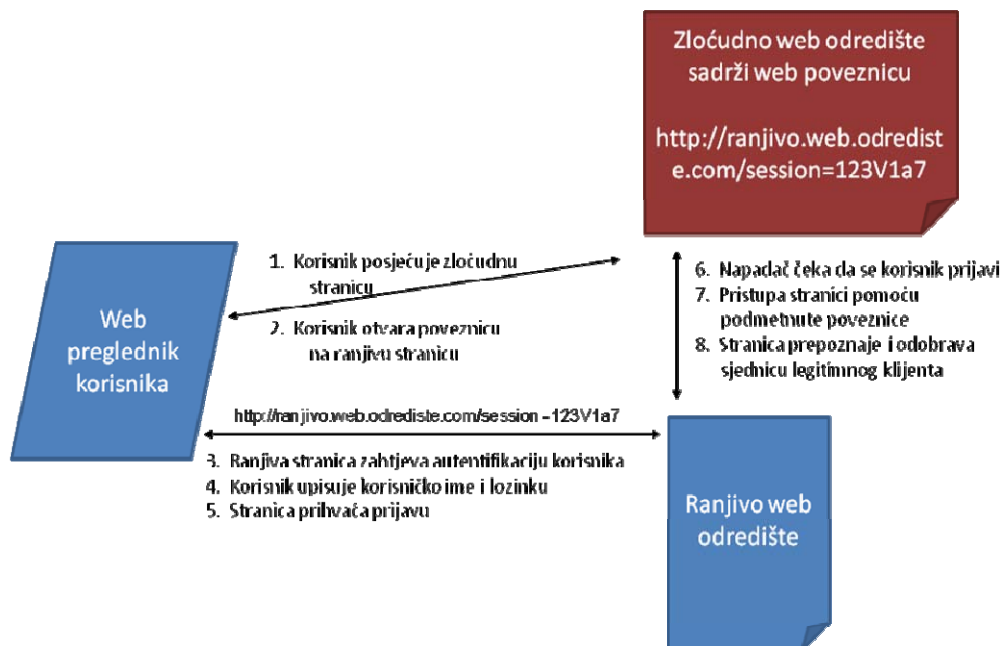 Zloćudno web odredište
sadrži web poveznicu
http://ranjivo.web.odredist
e.com/session=123V1a7
1. Korisnik posjećuje zloćudnu
stranicu
2. Korisnik otvara poveznicu
na ranjivu stranicu
Web
preglednik
korisnika
6. Napadač čeka da se korisnik prijavi
7. Pristupa stranici pomoću
podmetnute poveznice
8. Stranica prepoznaje i odobrava
sjednicu legitimnog klijenta
http://ranjivo.web.odrediste.com/session=123V1a7
3. Ranjiva stranica zahtjeva autentifikaciju korisnika
4. Korisnik upisuje korisničko ime i lozinku
5. Stranica prihvaća prijavu
Ranjivo web
odredište